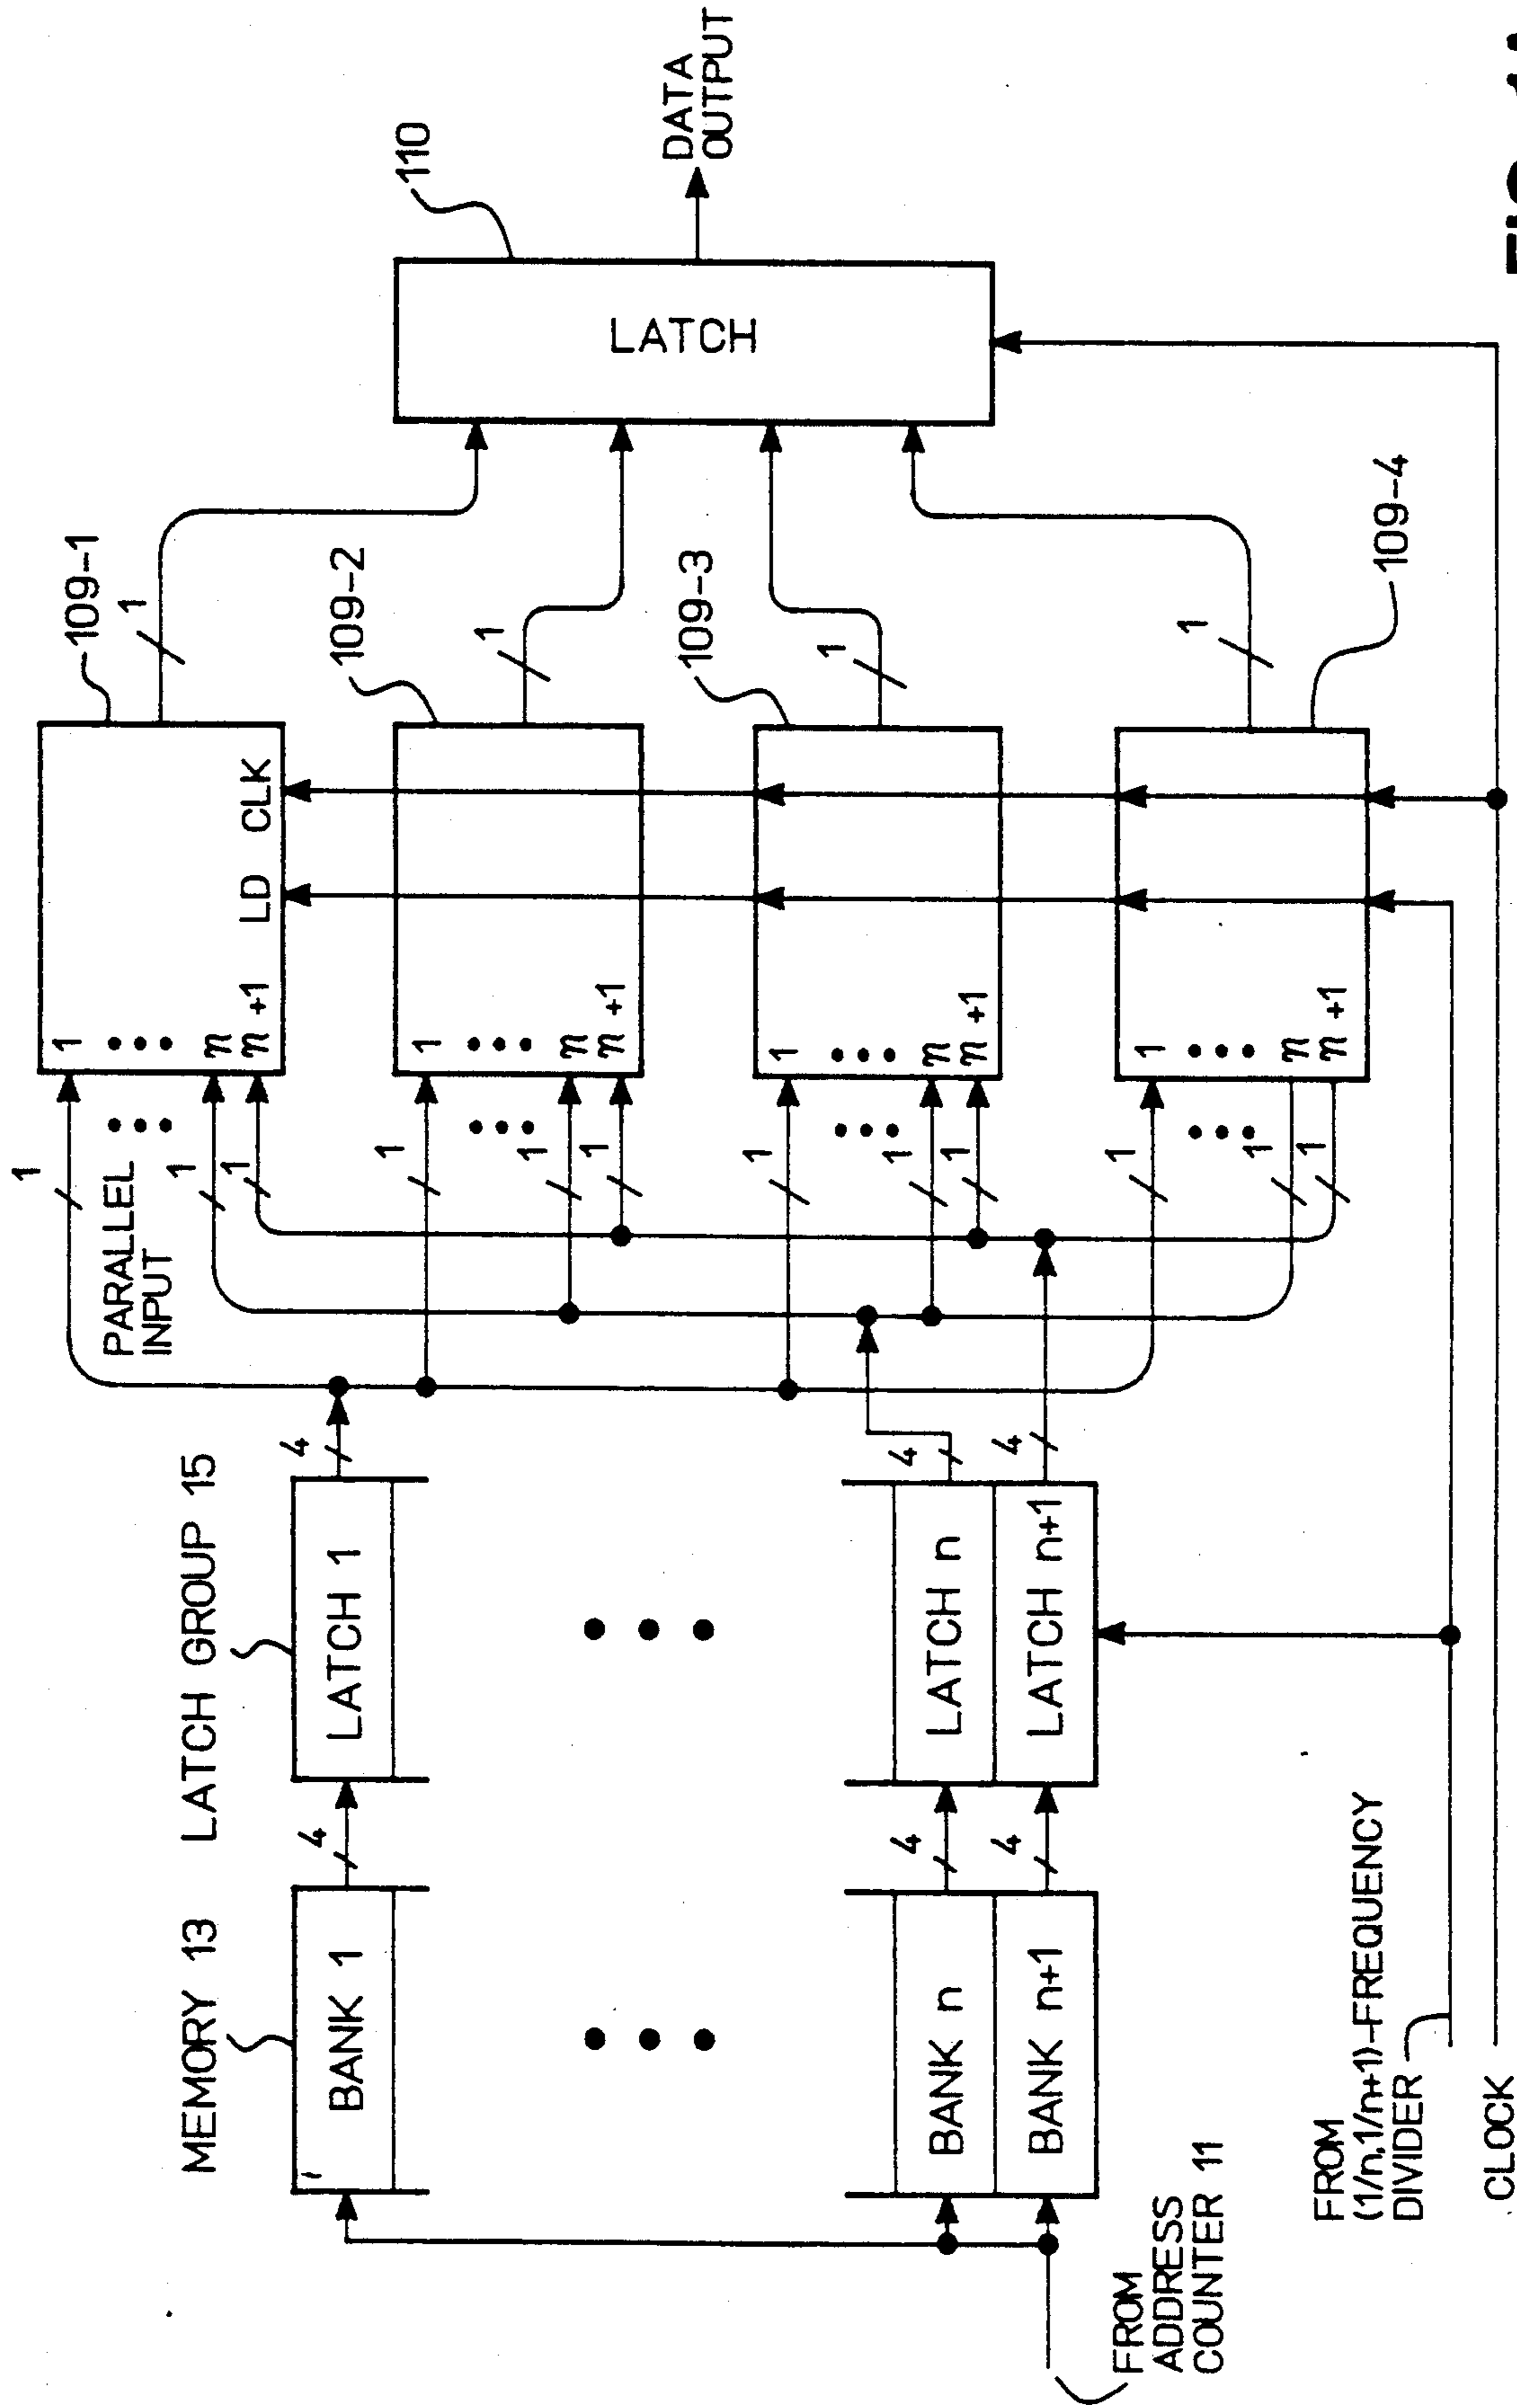 MEMORY 13
LATCH GROUP 15
BANK 1
4
LATCH 1
4
BANK n
4
LATCH n
4
BANK n+1
4
LATCH n+1
4
FROM
ADDRESS
COUNTER 11
FROM
(1/n,1/n+1)-FREQUENCY
DIVIDER
CLOCK
PARALLEL
INPUT
1
1
1
1
n
n+1
LD
CLK
109-1
1
1
1
1
1
n
n+1
109-2
1
1
1
1
1
n
n+1
109-3
1
1
1
1
1
n
n+1
109-4
1
LATCH
110
DATA
OUTPUT